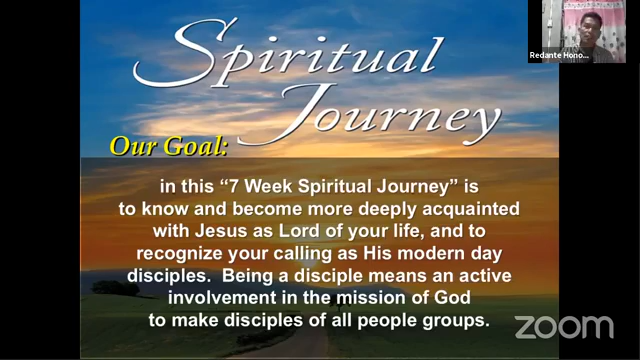 Spiritual
Journey
Our Goal:
in this “7 Week Spiritual Journey” is
to know and become more deeply acquainted
with Jesus as Lord of your life, and to
recognize your calling as His modern day
disciples.  Being a disciple means an active
involvement in the mission of God
to make disciples of all people groups.
Redante Hono...
zoom